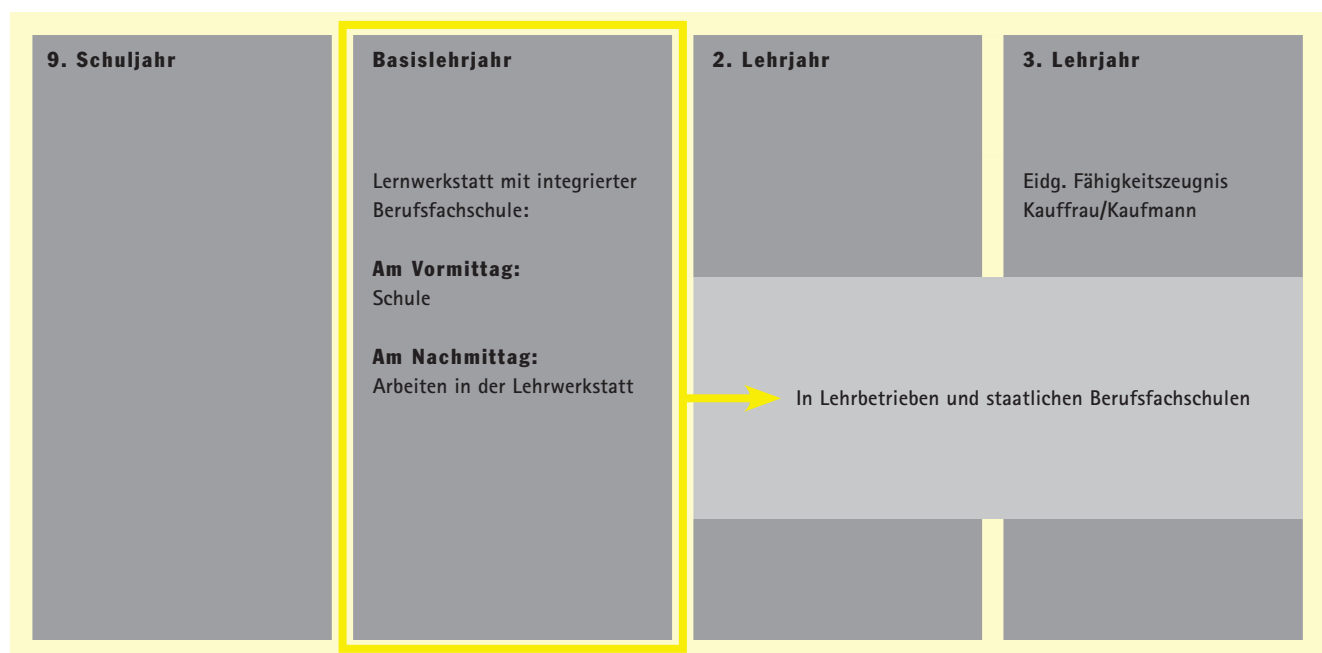 9. Schuljahr
Basislehrjahr
Lernwerkstatt mit integrierter
Berufsfachschule:
Am Vormittag:
Schule
Am Nachmittag:
Arbeiten in der Lehrwerkstatt
2. Lehrjahr
3. Lehrjahr
Eidg. Fähigkeitszeugnis
Kauffrau/Kaufmann
In Lehrbetrieben und staatlichen Berufsfachschulen